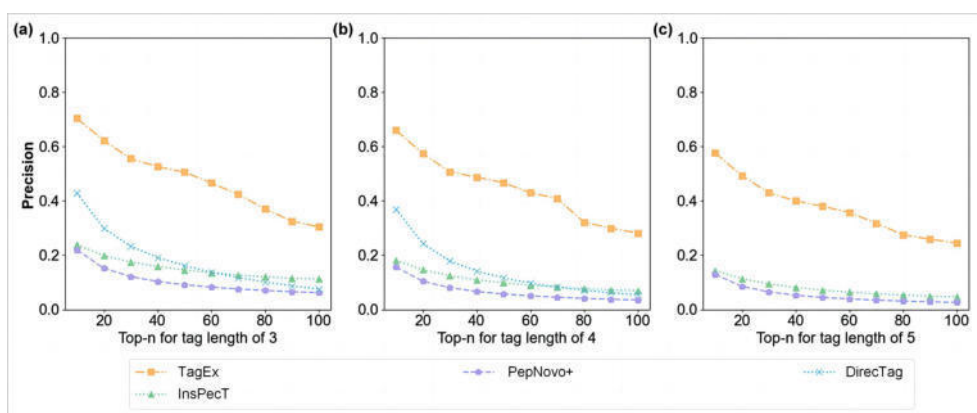 (a)
(b)
(c)
1.0
0.8
0.6
0.4
0.2
0.0
Precision
20 40 60 80 100
Top-n for tag length of 3
1.0
0.8
0.6
0.4
0.2
0.0
20 40 60 80 100
Top-n for tag length of 4
1.0
0.8
0.6
0.4
0.2
0.0
20 40 60 80 100
Top-n for tag length of 5
TagEx
PepNovo+
DirecTag
InsPecT